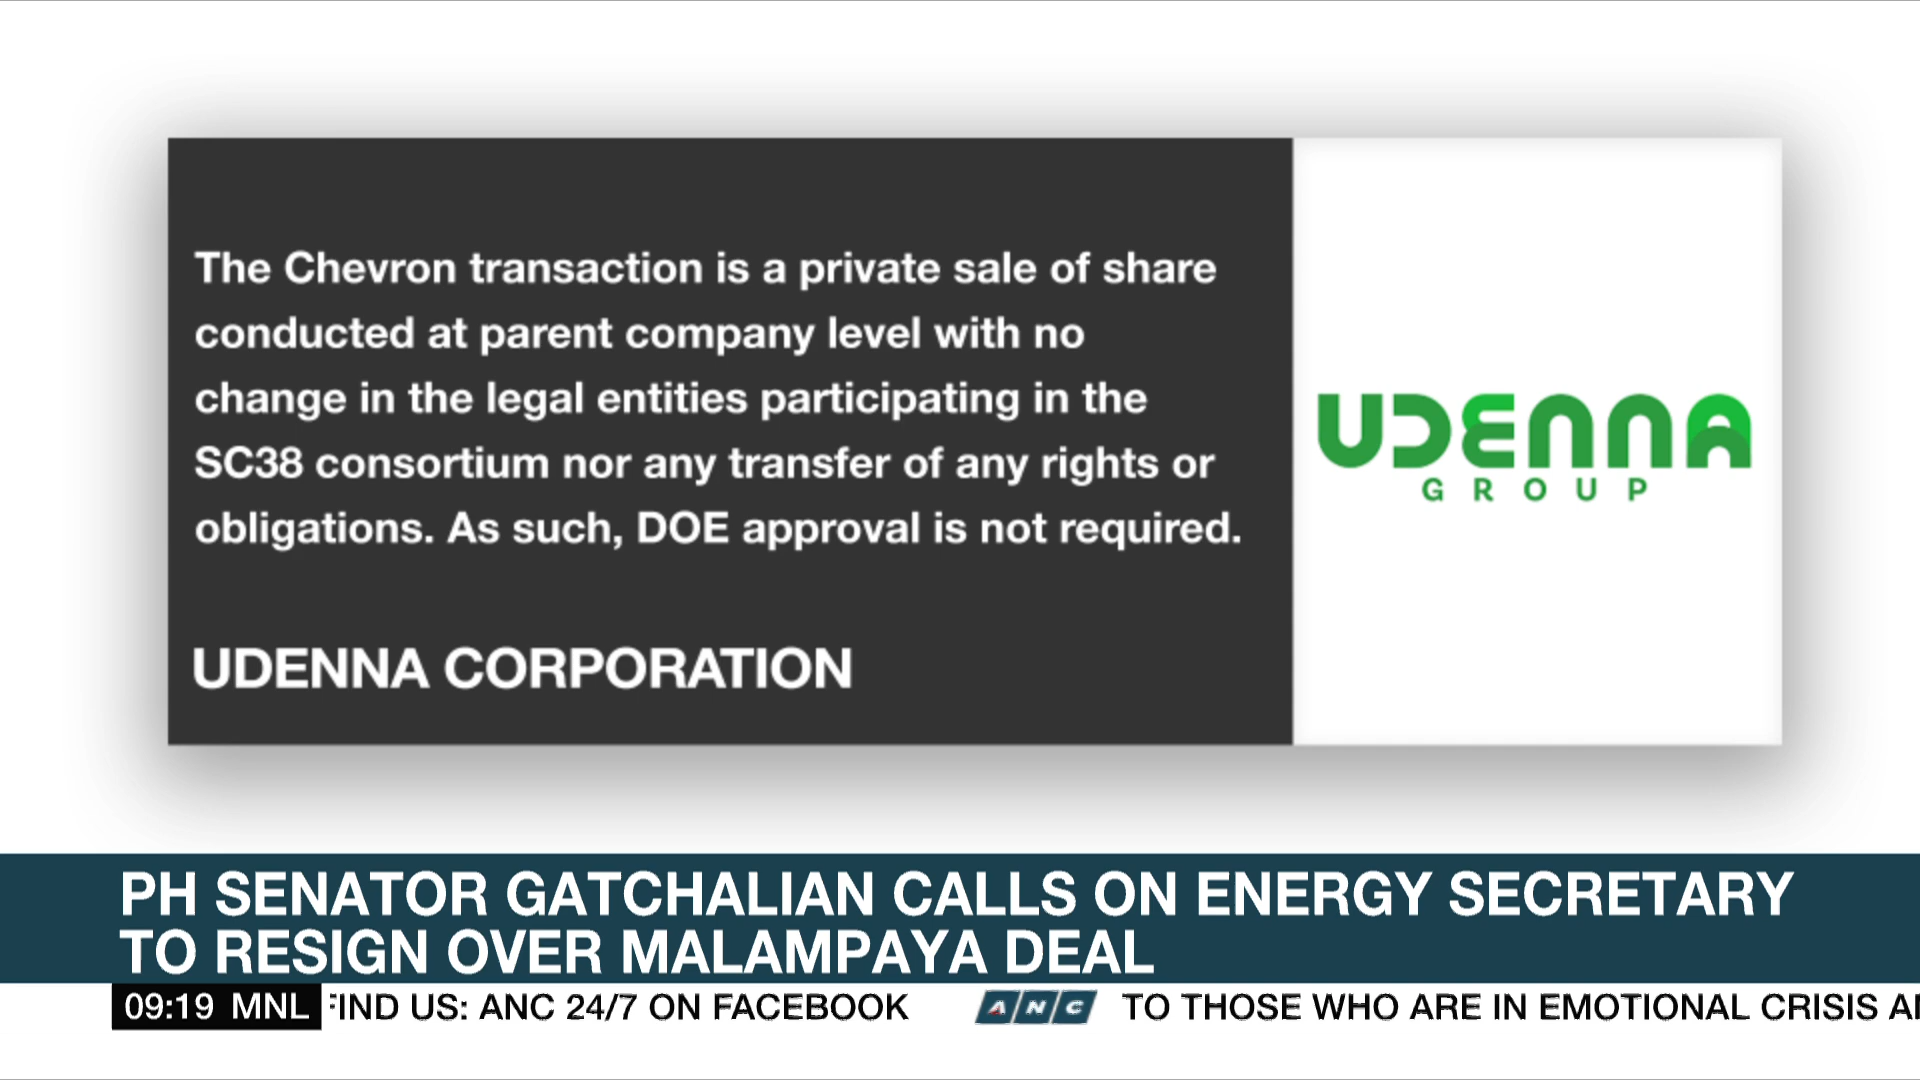 The Chevron transaction is a private sale of share
conducted at parent company level with no
change in the legal entities participating in the
SC38 consortium nor any transfer of any rights or
obligations. As such, DOE approval is not required.
UDENNA CORPORATION
UDENNA
GROUP
PH SENATOR GATCHALIAN CALLS ON ENERGY SECRETARY
TO RESIGN OVER MALAMPAYA DEAL
09:19 MNL FIND US: ANC 24/7 ON FACEBOOK ANC TO THOSE WHO ARE IN EMOTIONAL CRISIS